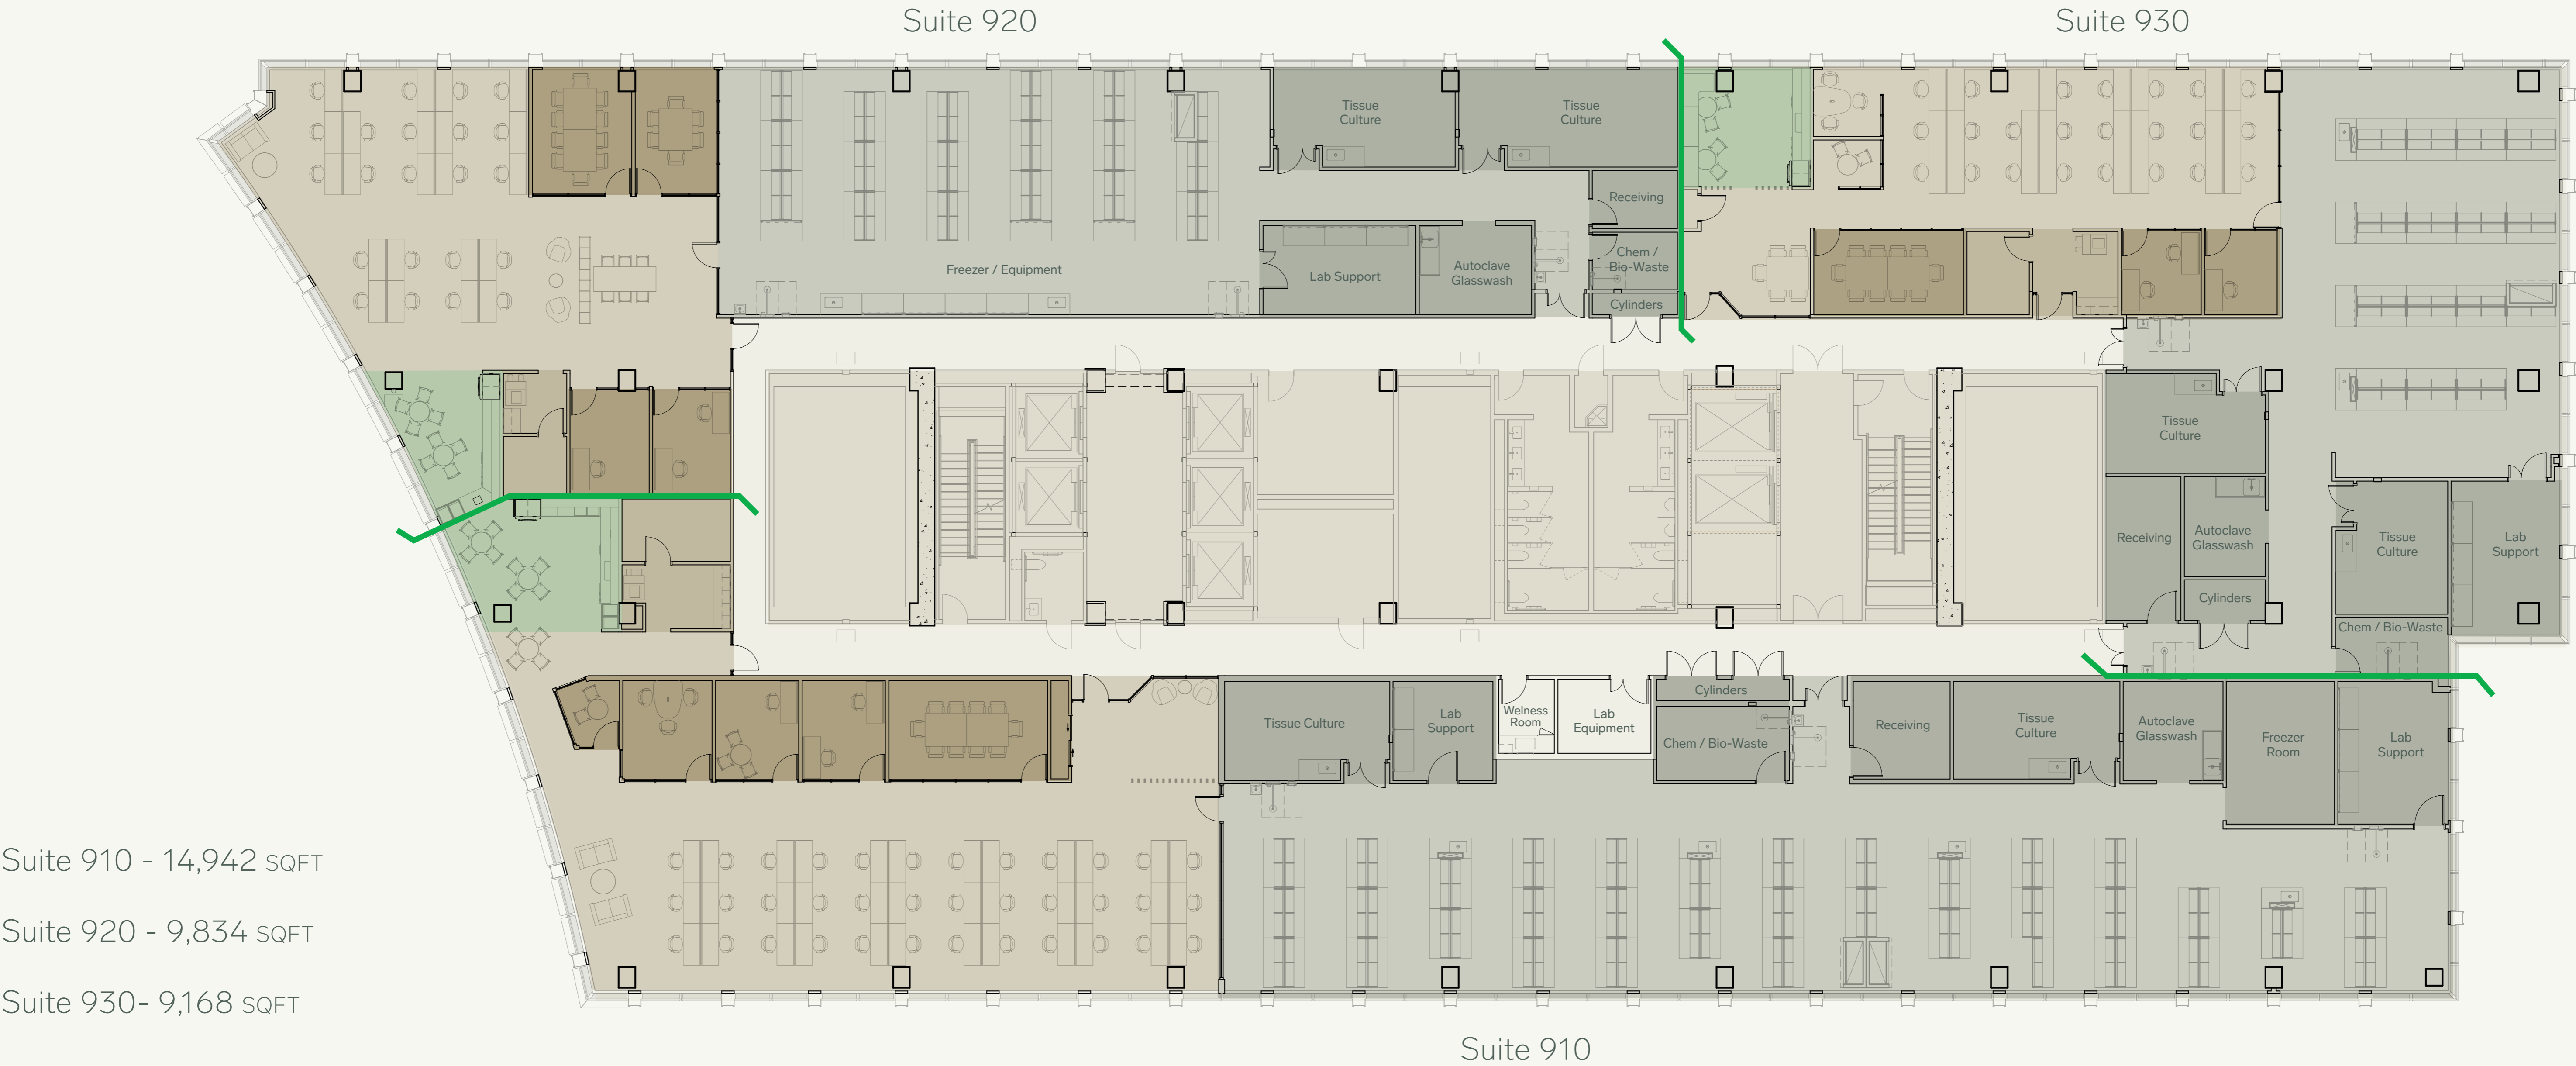 Suite 920
Suite 930
Tissue
Culture
Tissue
Culture
Receiving
Chem /
Bio-Waste
Cylinders
Freezer / Equipment
Lab Support
Autoclave
Glasswash
Tissue
Culture
Receiving
Autoclave
Glasswash
Cylinders
Tissue
Culture
Lab
Support
Chem / Bio-Waste
Tissue Culture
Lab
Support
Welness
Room
Lab
Equipment
Cylinders
Chem / Bio-Waste
Receiving
Tissue
Culture
Autoclave
Glasswash
Freezer
Room
Lab
Support
Suite 910 - 14,942 SQFT
Suite 920 - 9,834 SQFT
Suite 930- 9,168 SQFT
Suite 910